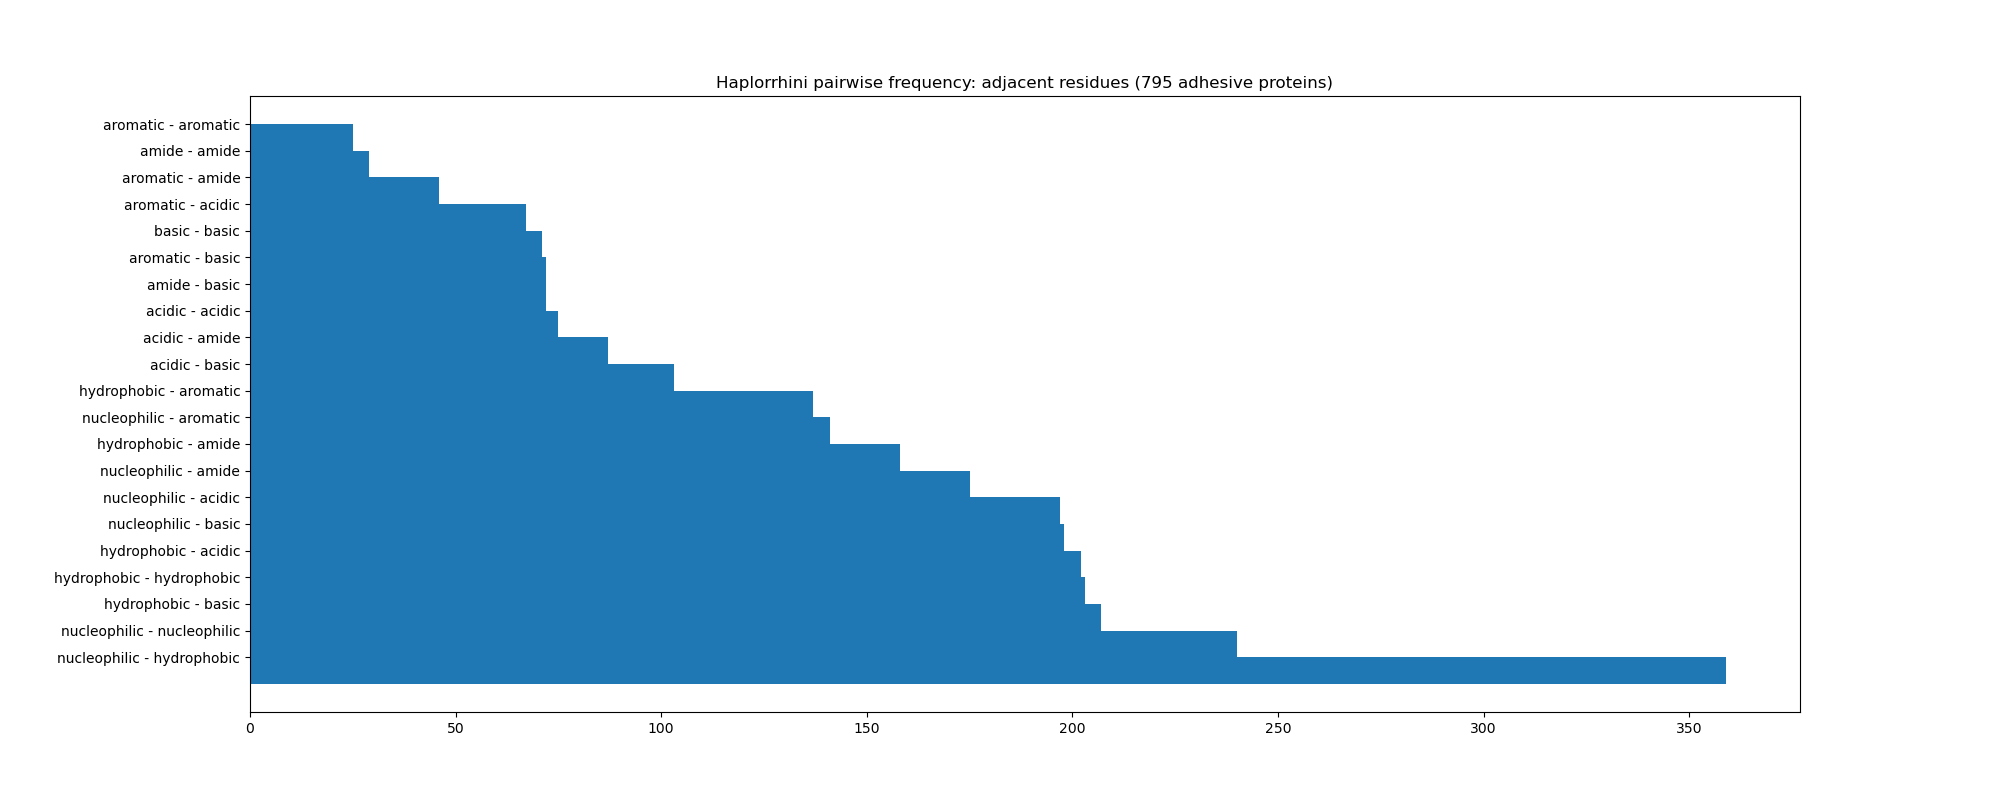 Haplorrhini pairwise frequency: adjacent residues (795 adhesive proteins)
aromatic - aromatic
amide - amide
aromatic - amide
aromatic - acidic
basic - basic
aromatic - basic
amide - basic
acidic - acidic
acidic - amide
acidic - basic
hydrophobic - aromatic
nucleophilic - aromatic
hydrophobic - amide
nucleophilic - amide
nucleophilic - acidic
nucleophilic - basic
hydrophobic - acidic
hydrophobic - hydrophobic
hydrophobic - basic
nucleophilic - nucleophilic
nucleophilic - hydrophobic
0 50 100 150 200 250 300 350